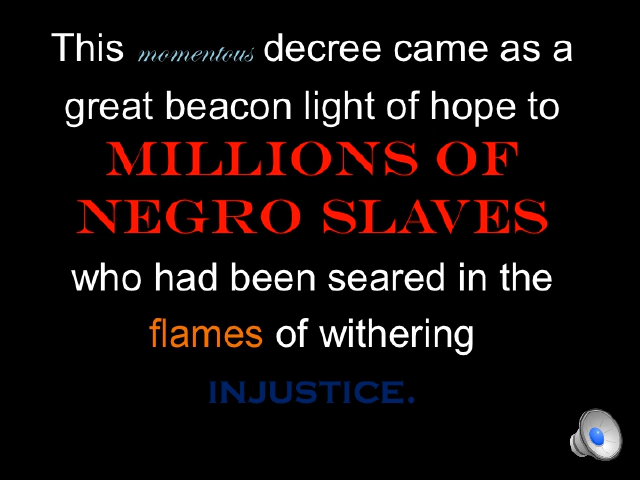 This momentous decree came as a
great beacon light of hope to
MILLIONS OF
NEGRO SLAVES
who had been seared in the
flames of withering
INJUSTICE.